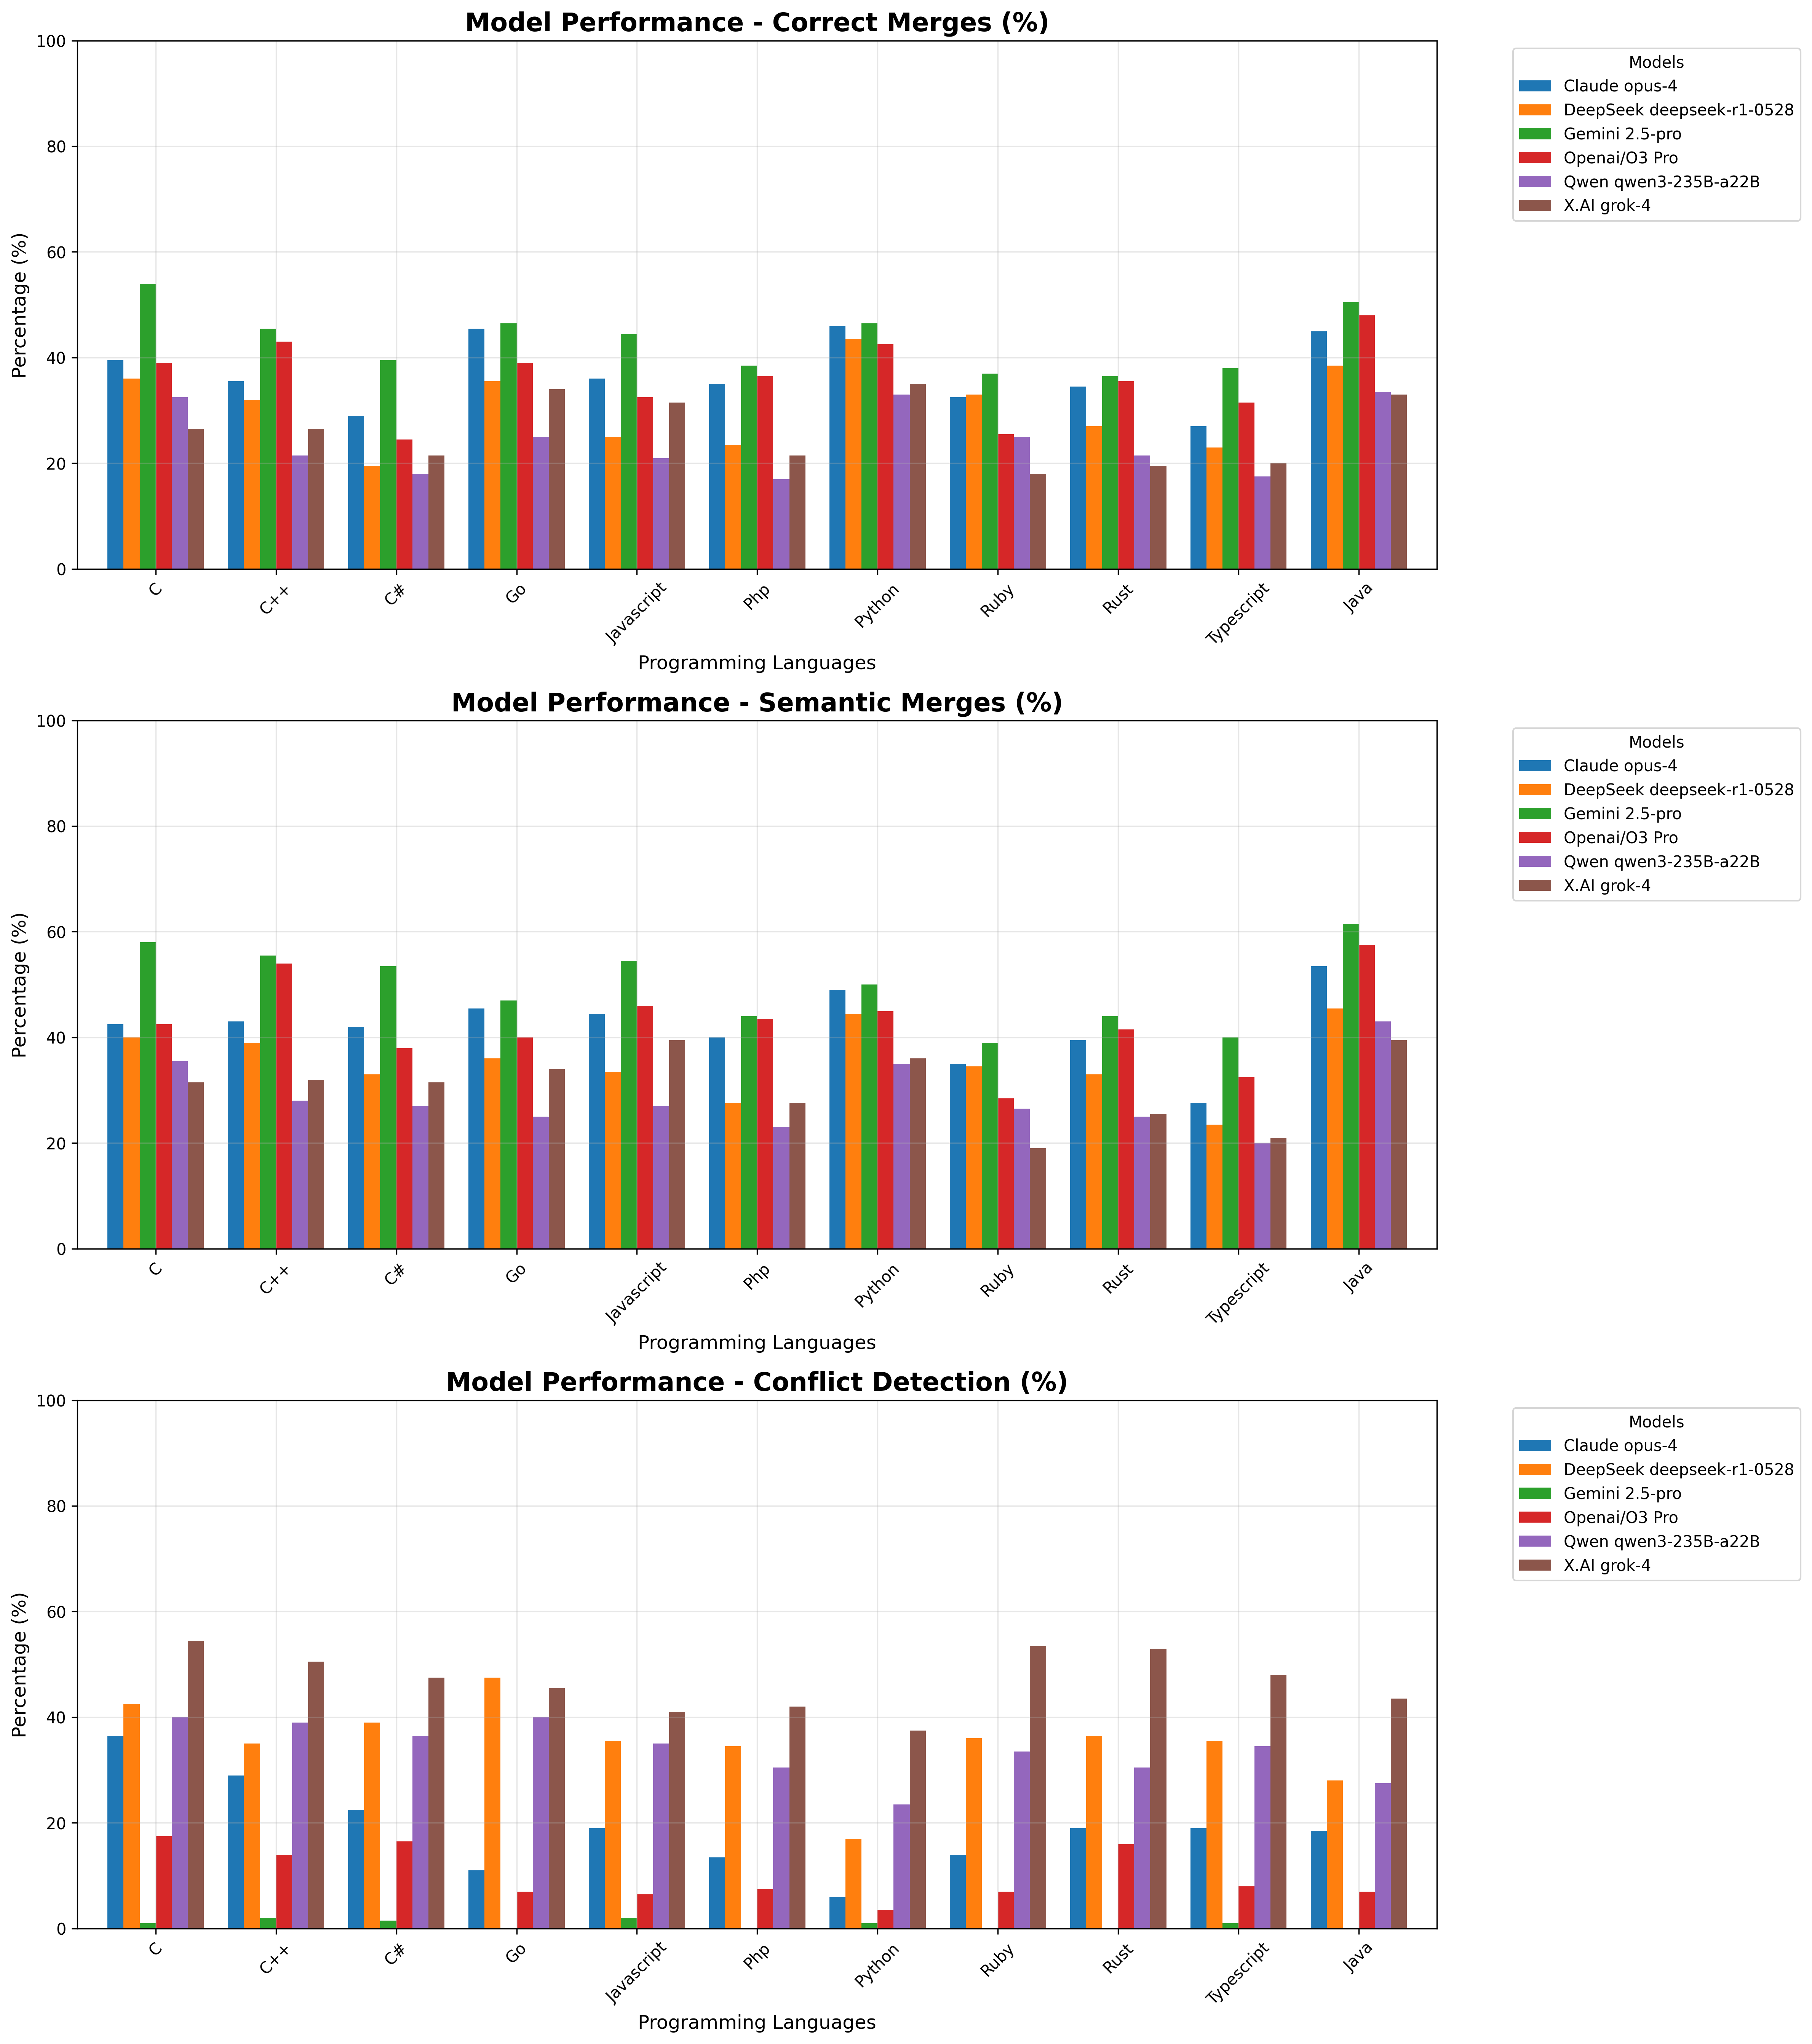 Model Performance - Correct Merges (%)
100
80
60
40
20
0
Percentage (%)
C
C++
C#
Go
Javascript
Php
Python
Ruby
Rust
Typescript
Java
Programming Languages
Models
Claude opus-4
DeepSeek deepseek-r1-0528
Gemini 2.5-pro
Openai/O3 Pro
Qwen qwen3-235B-a22B
X.AI grok-4
Model Performance - Semantic Merges (%)
100
80
60
40
20
0
Percentage (%)
C
C++
C#
Go
Javascript
Php
Python
Ruby
Rust
Typescript
Java
Programming Languages
Models
Claude opus-4
DeepSeek deepseek-r1-0528
Gemini 2.5-pro
Openai/O3 Pro
Qwen qwen3-235B-a22B
X.AI grok-4
Model Performance - Conflict Detection (%)
100
80
60
40
20
0
Percentage (%)
C
C++
C#
Go
Javascript
Php
Python
Ruby
Rust
Typescript
Java
Programming Languages
Models
Claude opus-4
DeepSeek deepseek-r1-0528
Gemini 2.5-pro
Openai/O3 Pro
Qwen qwen3-235B-a22B
X.AI grok-4